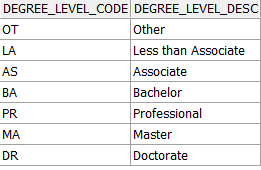 DEGREE_LEVEL_CODE DEGREE_LEVEL_DESC
OT Other
LA Less than Associate
AS Associate
BA Bachelor
PR Professional
MA Master
DR Doctorate